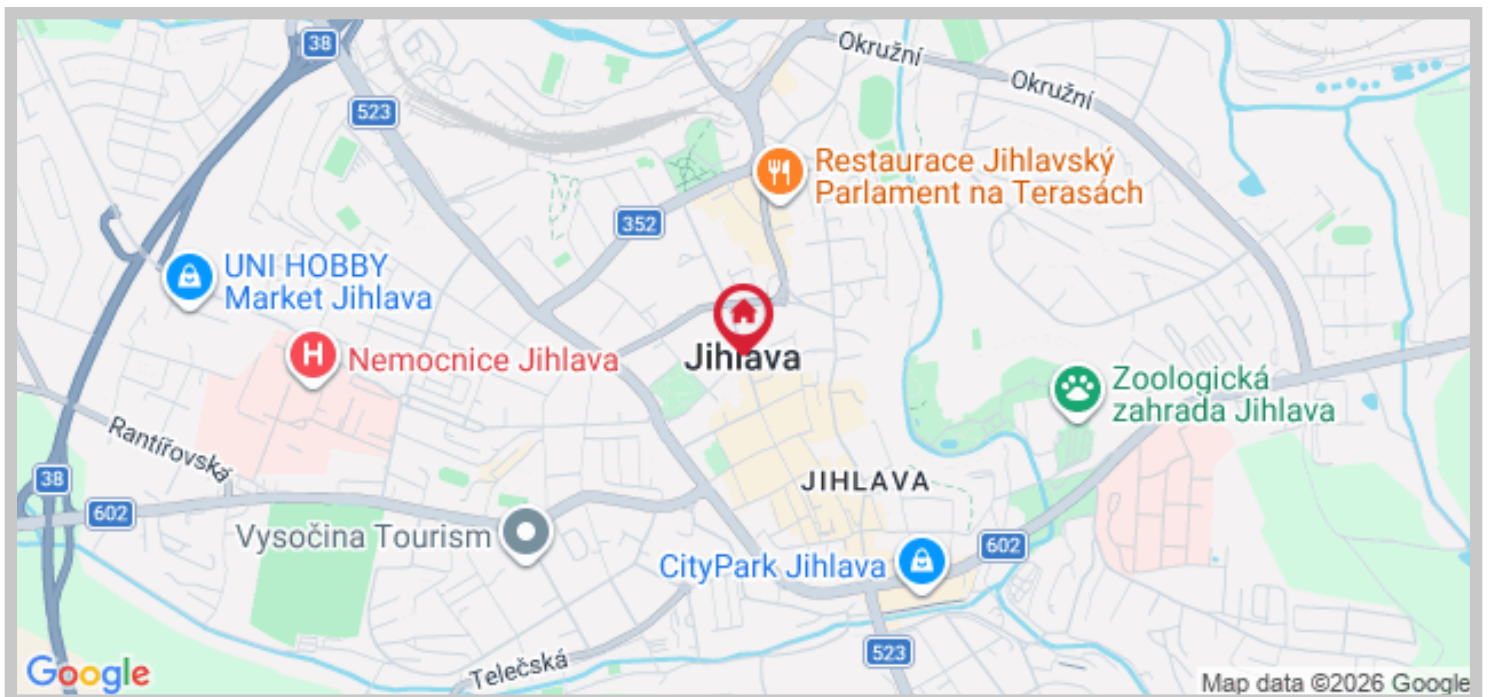 38
Okružní
Okružní
523
Restaurace Jihlavský
Parlament na Terasách
352
UNI HOBBY
Market Jihlava
H
Nemocnice Jihlava
Jihlava
Zoologická
zahrada Jihlava
Rantířovská
38
JIHLAVA
602
Vysočina Tourism
602
CityPark Jihlava
523
Telečská
Google
Map data ©2026 Google